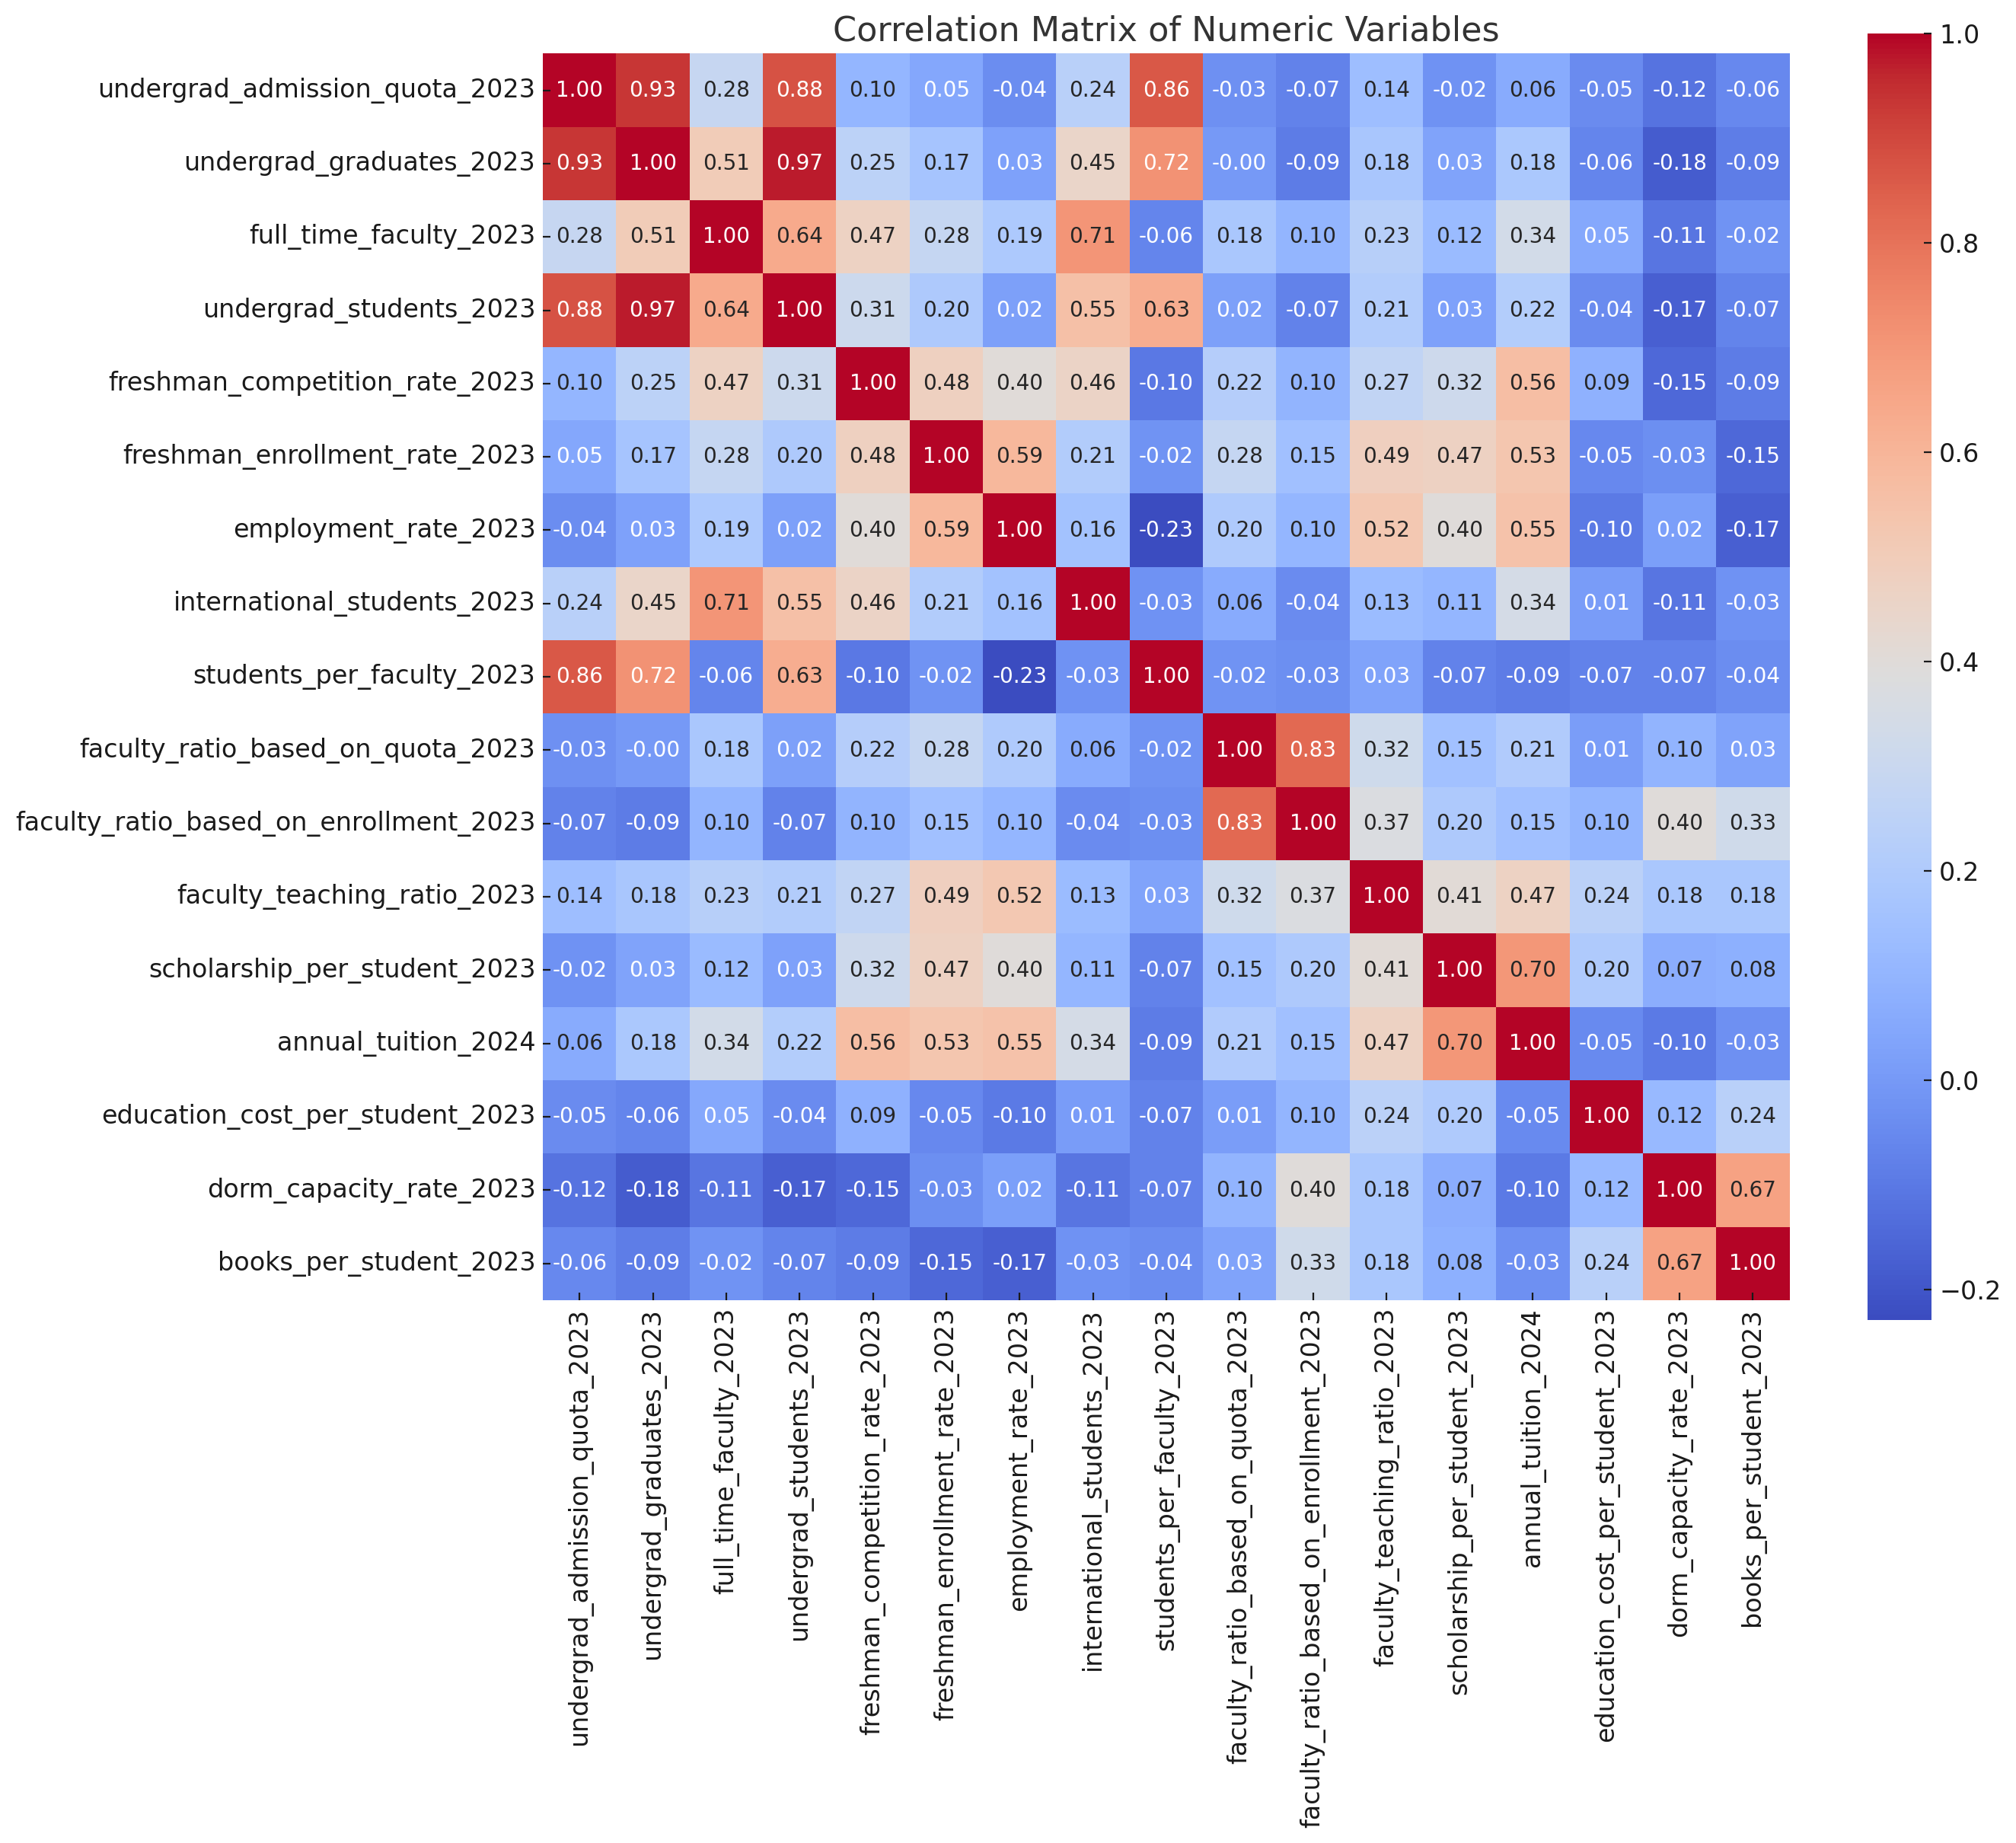 Correlation Matrix of Numeric Variables
undergrad_admission_quota_2023 1.00 0.93 0.28 0.88 0.10 0.05 -0.04 0.24 0.86 -0.03 -0.07 0.14 -0.02 0.06 -0.05 -0.12 -0.06
undergrad_graduates_2023 0.93 1.00 0.51 0.97 0.25 0.17 0.03 0.45 0.72 -0.00 -0.09 0.18 0.03 0.18 -0.06 -0.18 -0.09
full_time_faculty_2023 0.28 0.51 1.00 0.64 0.47 0.28 0.19 0.71 -0.06 0.18 0.10 0.23 0.12 0.34 0.05 -0.11 -0.02
undergrad_students_2023 0.88 0.97 0.64 1.00 0.31 0.20 0.02 0.55 0.63 0.02 -0.07 0.21 0.03 0.22 -0.04 -0.17 -0.07
freshman_competition_rate_2023 0.10 0.25 0.47 0.31 1.00 0.48 0.40 0.46 -0.10 0.22 0.10 0.27 0.32 0.56 0.09 -0.15 -0.09
freshman_enrollment_rate_2023 0.05 0.17 0.28 0.20 0.48 1.00 0.59 0.21 -0.02 0.28 0.15 0.49 0.47 0.53 -0.05 -0.03 -0.15
employment_rate_2023 -0.04 0.03 0.19 0.02 0.40 0.59 1.00 0.16 -0.23 0.20 0.10 0.52 0.40 0.55 -0.10 0.02 -0.17
international_students_2023 0.24 0.45 0.71 0.55 0.46 0.21 0.16 1.00 -0.03 0.06 -0.04 0.13 0.11 0.34 0.01 -0.11 -0.03
students_per_faculty_2023 0.86 0.72 -0.06 0.63 -0.10 -0.02 -0.23 -0.03 1.00 -0.02 -0.03 0.03 -0.07 -0.09 -0.07 -0.07 -0.04
faculty_ratio_based_on_quota_2023 -0.03 -0.00 0.18 0.02 0.22 0.28 0.20 0.06 -0.02 1.00 0.83 0.32 0.15 0.21 0.01 0.10 0.03
faculty_ratio_based_on_enrollment_2023 -0.07 -0.09 0.10 -0.07 0.10 0.15 0.10 -0.04 -0.03 0.83 1.00 0.37 0.20 0.15 0.10 0.40 0.33
faculty_teaching_ratio_2023 0.14 0.18 0.23 0.21 0.27 0.49 0.52 0.13 0.03 0.32 0.37 1.00 0.41 0.47 0.24 0.18 0.18
scholarship_per_student_2023 -0.02 0.03 0.12 0.03 0.32 0.47 0.40 0.11 -0.07 0.15 0.20 0.41 1.00 0.70 0.20 0.07 0.08
annual_tuition_2024 0.06 0.18 0.34 0.22 0.56 0.53 0.55 0.34 -0.09 0.21 0.15 0.47 0.70 1.00 -0.05 -0.10 -0.03
education_cost_per_student_2023 -0.05 -0.06 0.05 -0.04 0.09 -0.05 -0.10 0.01 -0.07 0.01 0.10 0.24 0.20 -0.05 1.00 0.12 0.24
dorm_capacity_rate_2023 -0.12 -0.18 -0.11 -0.17 -0.15 -0.03 0.02 -0.11 -0.07 0.10 0.40 0.18 0.07 -0.10 0.12 1.00 0.67
books_per_student_2023 -0.06 -0.09 -0.02 -0.07 -0.09 -0.15 -0.17 -0.03 -0.04 0.03 0.33 0.18 0.08 -0.03 0.24 0.67 1.00
undergrad_admission_quota_2023
undergrad_graduates_2023
full_time_faculty_2023
undergrad_students_2023
freshman_competition_rate_2023
freshman_enrollment_rate_2023
employment_rate_2023
international_students_2023
students_per_faculty_2023
faculty_ratio_based_on_quota_2023
faculty_ratio_based_on_enrollment_2023
faculty_teaching_ratio_2023
scholarship_per_student_2023
annual_tuition_2024
education_cost_per_student_2023
dorm_capacity_rate_2023
books_per_student_2023
1.0
0.8
0.6
0.4
0.2
0.0
−0.2